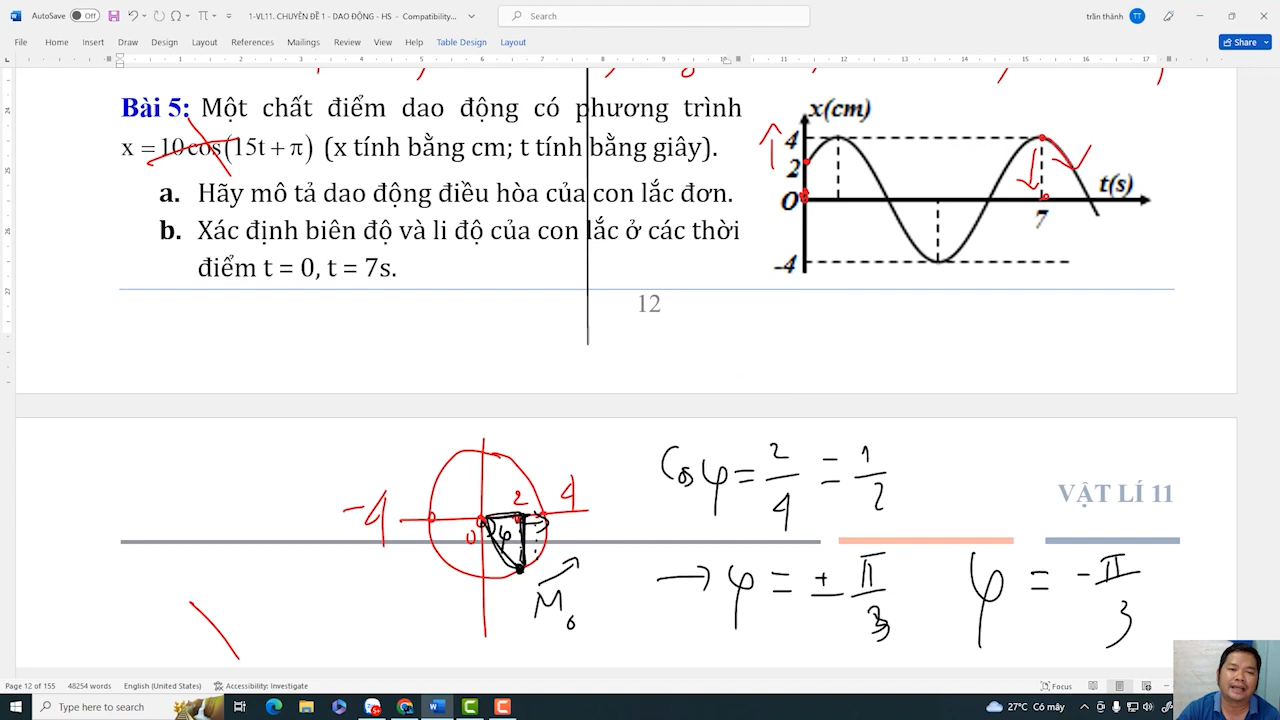 AutoSave Off 1-VL11. CHUYÊN ĐỀ 1 - DAO ĐỘNG - HS - Compatibility... Search trần thành TT
File Home Insert Draw Design Layout References Mailings Review View Help Table Design Layout Share
Bài 5: Một chất điểm dao động có phương trình
x = 10cos(15t + π) (x tính bằng cm; t tính bằng giây).
a. Hãy mô tả dao động điều hòa của con lắc đơn.
b. Xác định biên độ và li độ của con lắc ở các thời
điểm t = 0, t = 7s.
x(cm)
4
2
O
t(s)
7
-4
12
VẬT LÍ 11
-4 0 2 4
φ
M₀
Cos φ = 2/4 = 1/2
→ φ = ± π/3 φ = -π/3
Page 12 of 155 48254 words English (United States) Accessibility: Investigate Focus
Type here to search 27°C Có mây